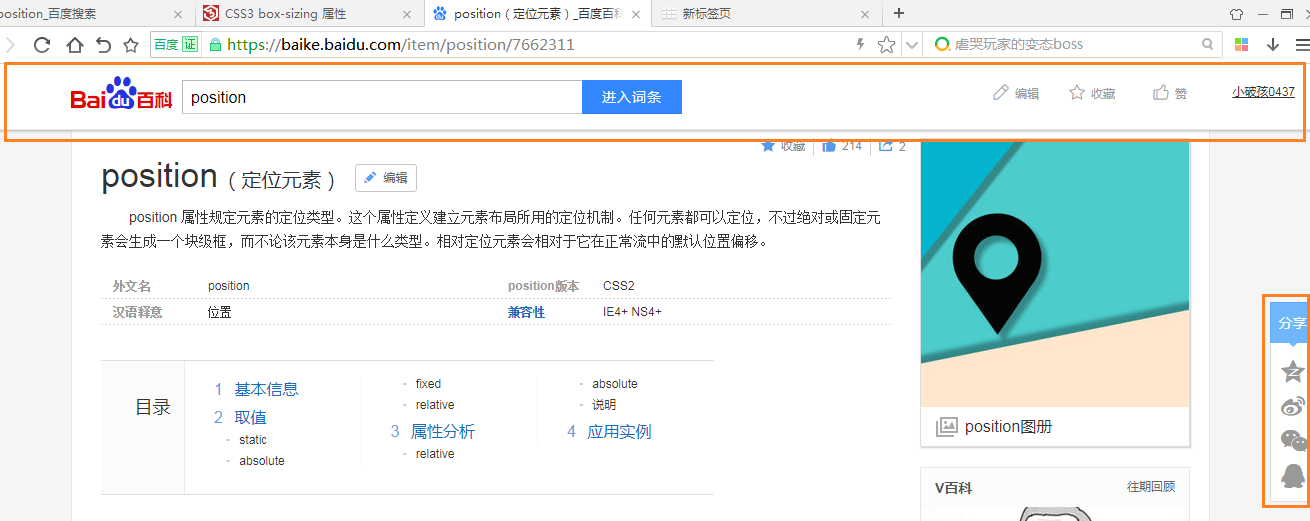 position_百度搜索
CSS3 box-sizing 属性
position（定位元素）_百度百科
新标签页
百度 证 https://baike.baidu.com/item/position/7662311
虐哭玩家的变态boss
Bai du 百科
position
进入词条
编辑
收藏
赞
小破孩0437
收藏 214 2
position（定位元素）
编辑
position 属性规定元素的定位类型。这个属性定义建立元素布局所用的定位机制。任何元素都可以定位，不过绝对或固定元
素会生成一个块级框，而不论该元素本身是什么类型。相对定位元素会相对于它在正常流中的默认位置偏移。
外文名 position position版本 CSS2
汉语释意 位置 兼容性 IE4+ NS4+
目录
1 基本信息
2 取值
- static
- absolute
- fixed
- relative
3 属性分析
- relative
- absolute
- 说明
4 应用实例
position图册
V百科 往期回顾
分享